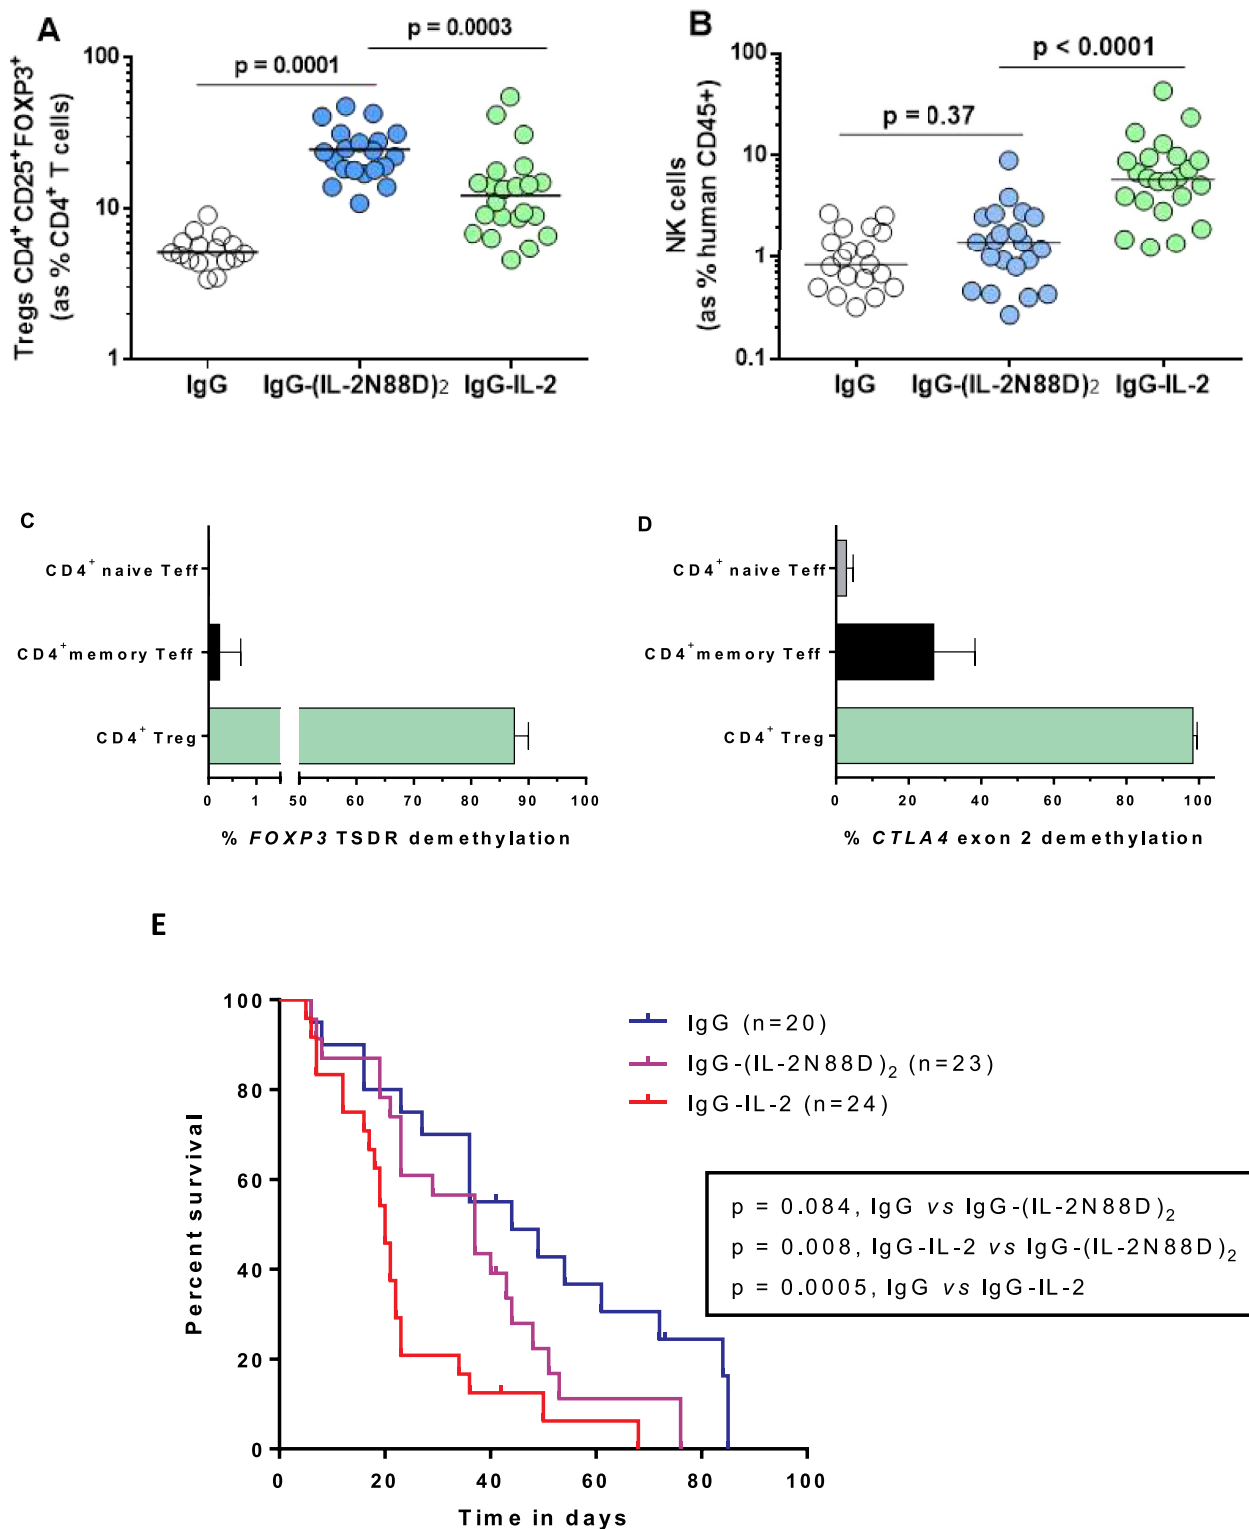 A
p = 0.0003
p = 0.0001
Tregs CD4⁺CD25⁺FOXP3⁺
(as % CD4⁺ T cells)
100
10
1
IgG
IgG-(IL-2N88D)₂
IgG-IL-2
B
p < 0.0001
p = 0.37
NK cells
(as % human CD45+)
100
10
1
0.1
IgG
IgG-(IL-2N88D)₂
IgG-IL-2
C
CD4⁺ naive Teff
CD4⁺memory Teff
CD4⁺ Treg
0 1 50 60 70 80 90 100
% FOXP3 TSDR demethylation
D
CD4⁺ naive Teff
CD4⁺memory Teff
CD4⁺ Treg
0 20 40 60 80 100
% CTLA4 exon 2 demethylation
E
Percent survival
100
80
60
40
20
0
0 20 40 60 80 100
Time in days
IgG (n=20)
IgG-(IL-2N88D)₂ (n=23)
IgG-IL-2 (n=24)
p = 0.084, IgG vs IgG-(IL-2N88D)₂
p = 0.008, IgG-IL-2 vs IgG-(IL-2N88D)₂
p = 0.0005, IgG vs IgG-IL-2